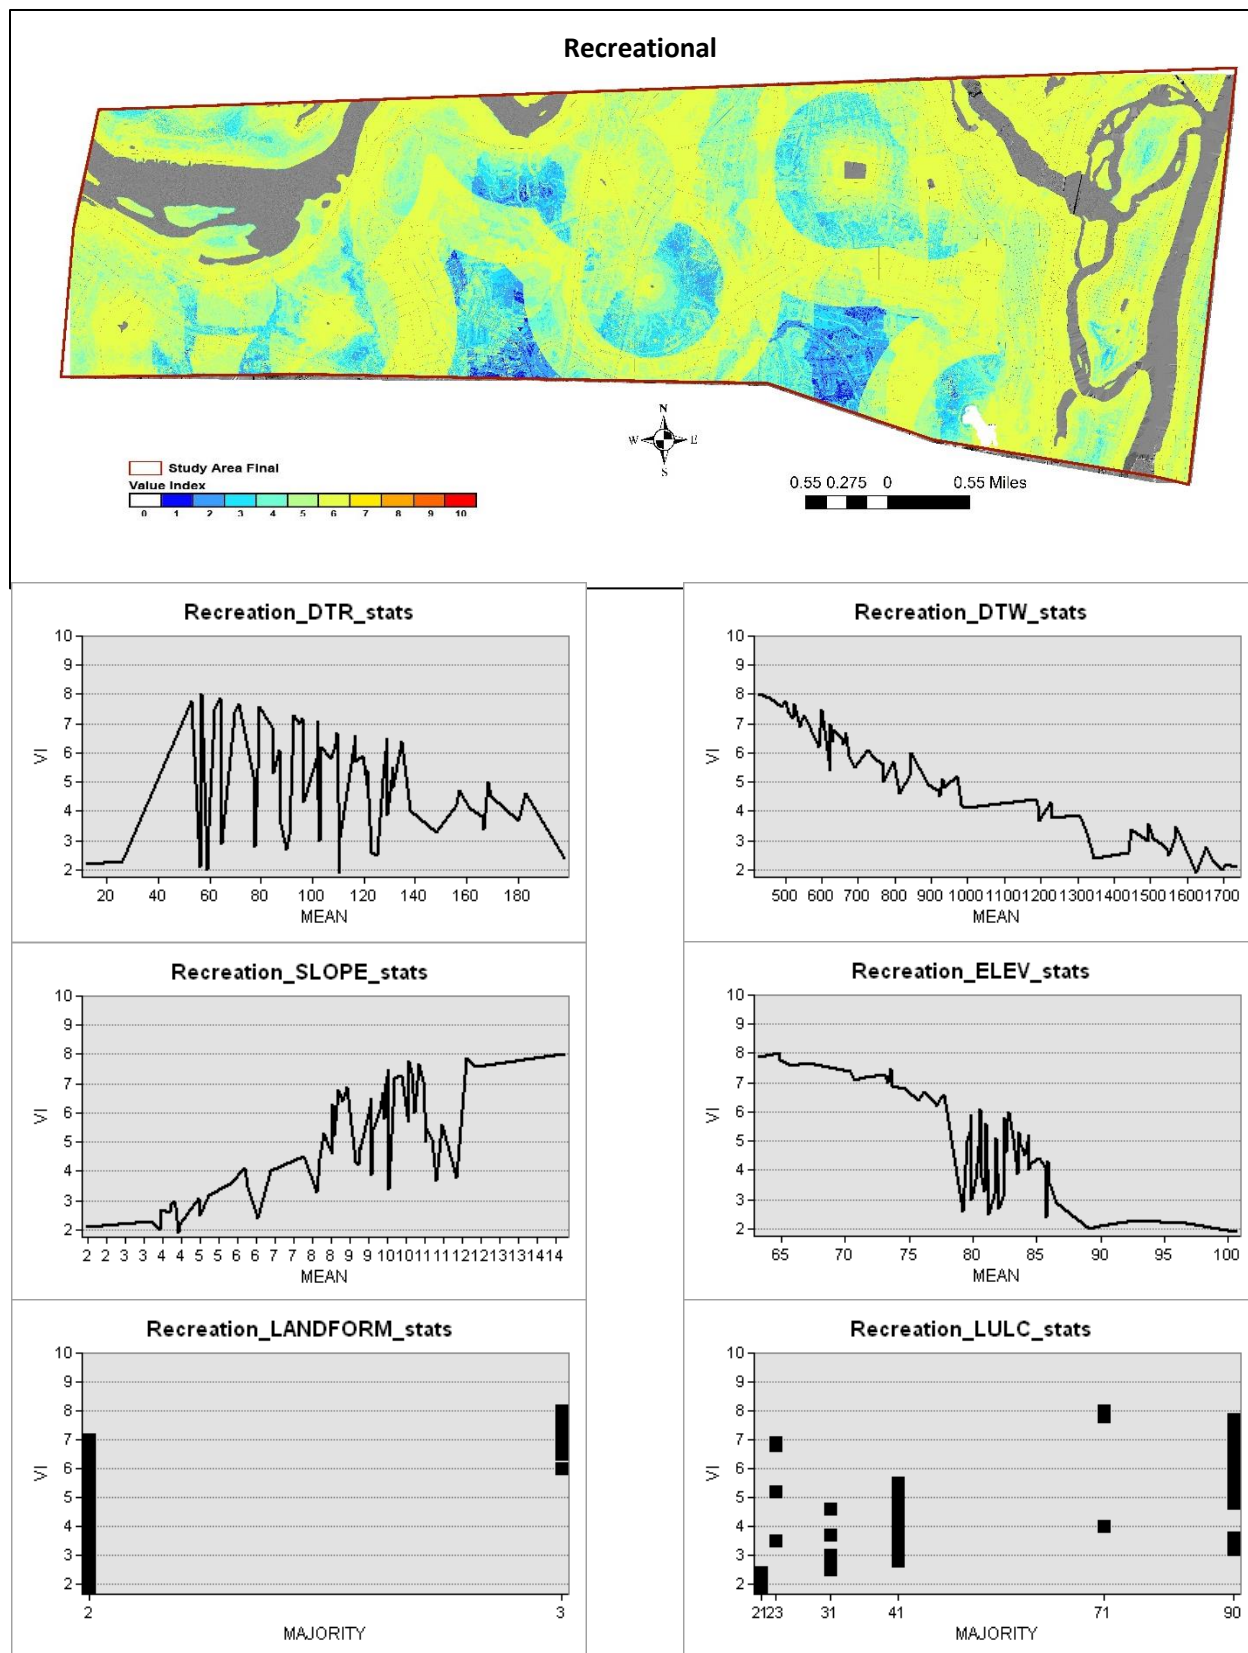 Recreational
N
W E
S
Study Area Final
Value Index
0 1 2 3 4 5 6 7 8 9 10
0.55 0.275 0 0.55 Miles
Recreation_DTR_stats
10
9
8
7
6
5
4
3
2
VI
20 40 60 80 100 120 140 160 180
MEAN
Recreation_DTW_stats
10
9
8
7
6
5
4
3
2
VI
500 600 700 800 900 1000 1100 1200 1300 1400 1500 1600 1700
MEAN
Recreation_SLOPE_stats
10
9
8
7
6
5
4
3
2
VI
2 2 3 3 4 4 5 5 6 6 7 7 8 8 9 9 10 10 11 11 12 12 13 13 14 14
MEAN
Recreation_ELEV_stats
10
9
8
7
6
5
4
3
2
VI
65 70 75 80 85 90 95 100
MEAN
Recreation_LANDFORM_stats
10
9
8
7
6
5
4
3
2
VI
2 3
MAJORITY
Recreation_LULC_stats
10
9
8
7
6
5
4
3
2
VI
21 23 31 41 71 90
MAJORITY